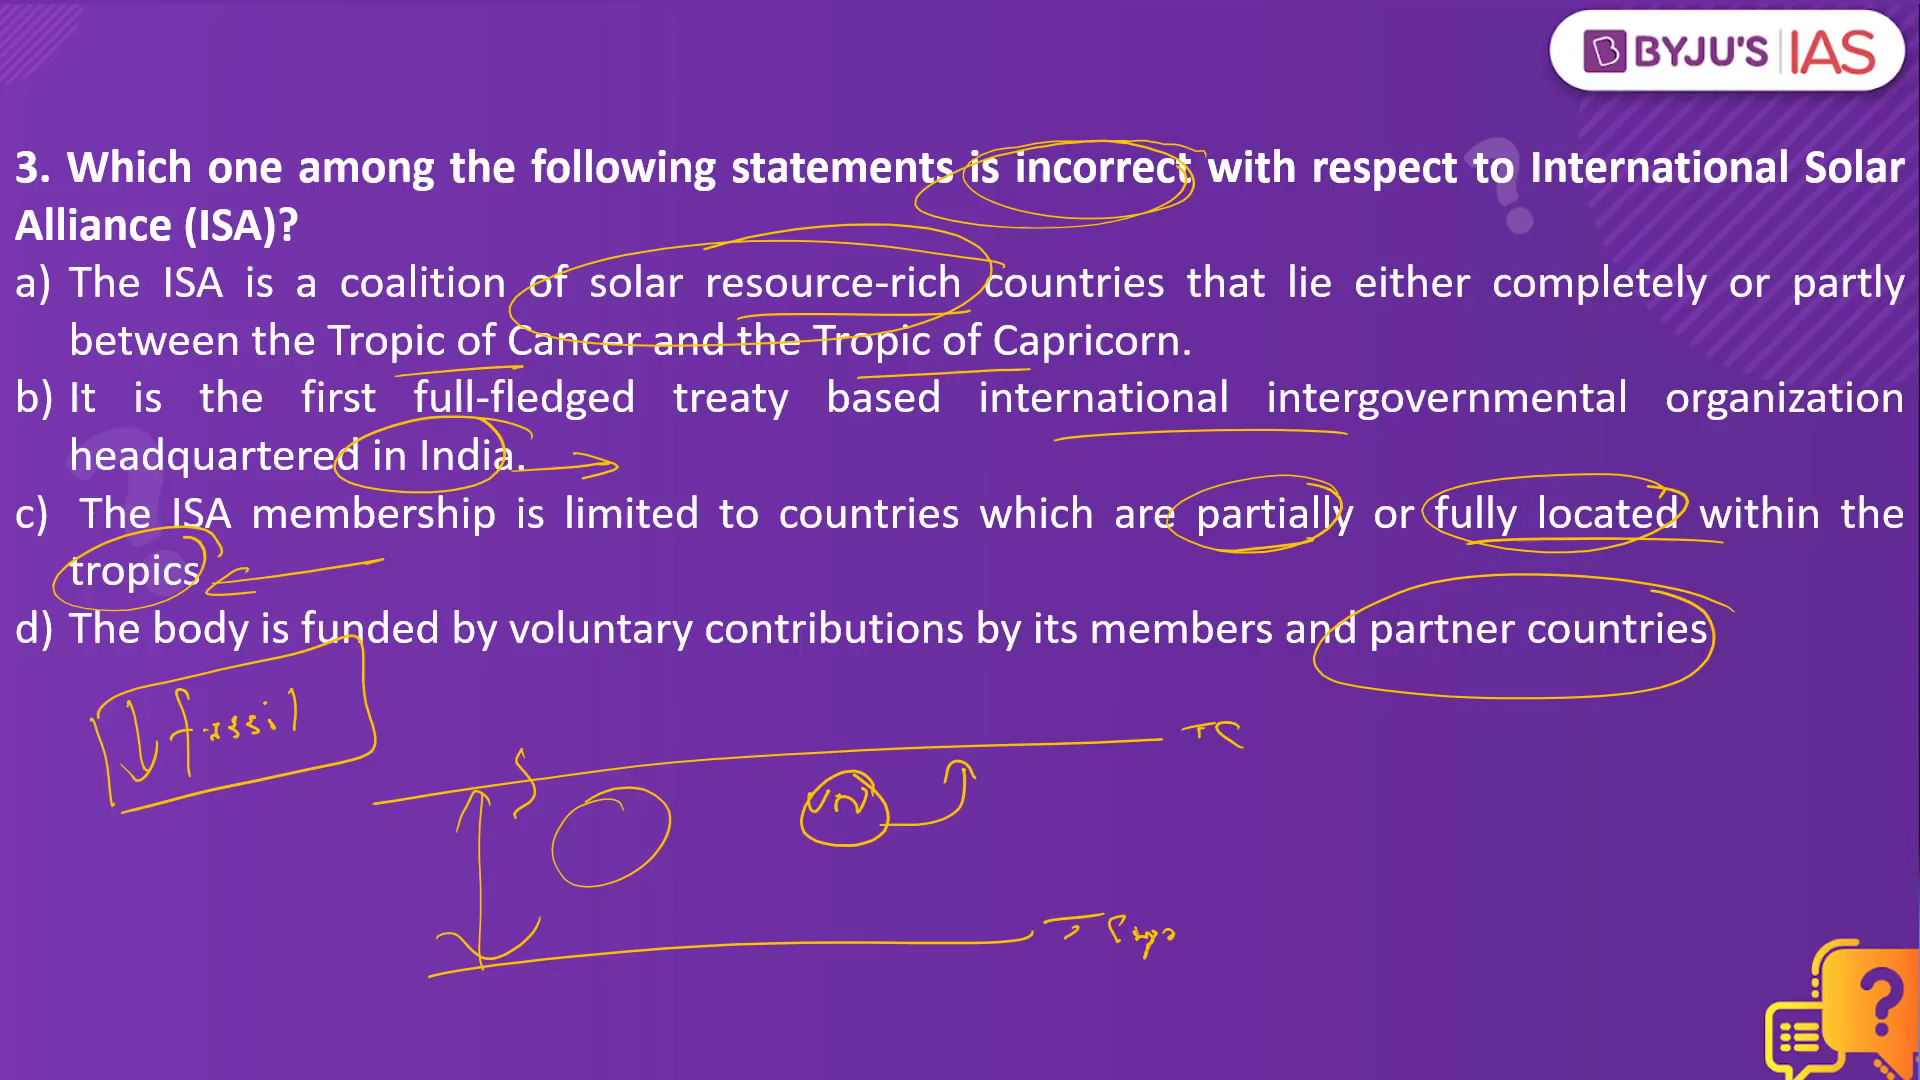 BYJU'S IAS
3. Which one among the following statements is incorrect with respect to International Solar
Alliance (ISA)?
a) The ISA is a coalition of solar resource-rich countries that lie either completely or partly
between the Tropic of Cancer and the Tropic of Capricorn.
b) It is the first full-fledged treaty based international intergovernmental organization
headquartered in India.
c) The ISA membership is limited to countries which are partially or fully located within the
tropics
d) The body is funded by voluntary contributions by its members and partner countries
↓ fossil
TC
UN